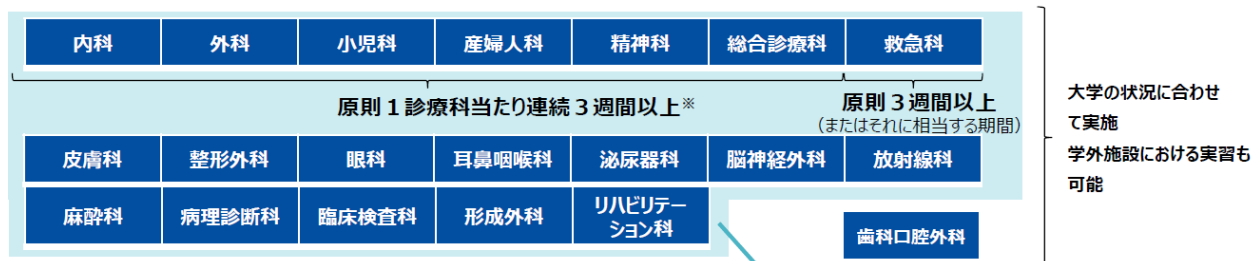 内科
外科
小児科
産婦人科
精神科
総合診療科
救急科
原則1診療科当たり連続3週間以上※
原則3週間以上
(またはそれに相当する期間)
皮膚科
整形外科
眼科
耳鼻咽喉科
泌尿器科
脳神経外科
放射線科
麻酔科
病理診断科
臨床検査科
形成外科
リハビリテー
ション科
歯科口腔外科
大学の状況に合わせ
て実施
学外施設における実習も
可能